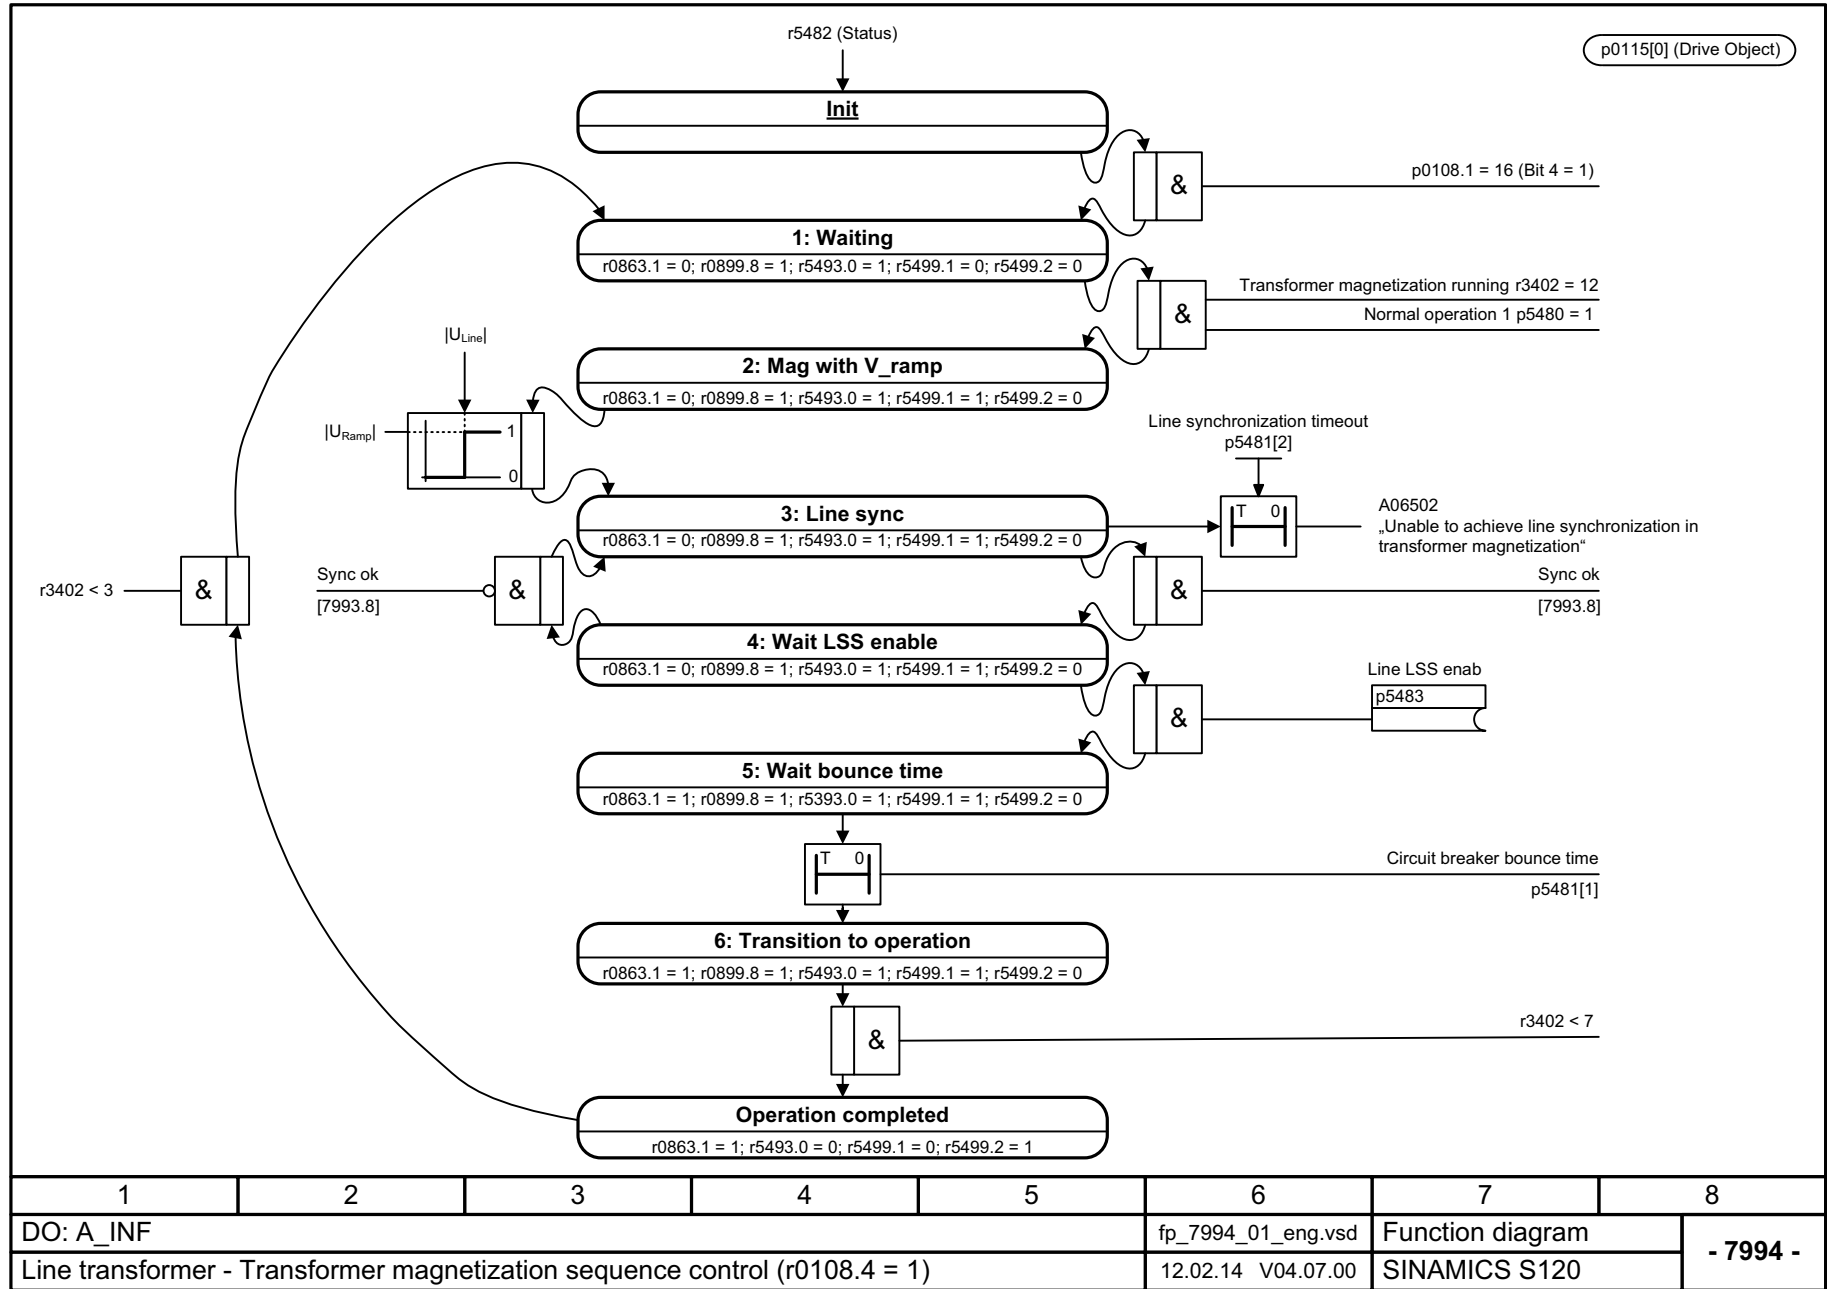 r5482 (Status)
p0115[0] (Drive Object)
Init
&
p0108.1 = 16 (Bit 4 = 1)
1: Waiting
r0863.1 = 0; r0899.8 = 1; r5493.0 = 1; r5499.1 = 0; r5499.2 = 0
&
Transformer magnetization running r3402 = 12
Normal operation 1 p5480 = 1
|ULine|
2: Mag with V_ramp
r0863.1 = 0; r0899.8 = 1; r5493.0 = 1; r5499.1 = 1; r5499.2 = 0
|URamp|
1
0
Line synchronization timeout
p5481[2]
3: Line sync
r0863.1 = 0; r0899.8 = 1; r5493.0 = 1; r5499.1 = 1; r5499.2 = 0
T 0
A06502
„Unable to achieve line synchronization in
transformer magnetization“
r3402 < 3
&
Sync ok
[7993.8]
&
&
Sync ok
[7993.8]
4: Wait LSS enable
r0863.1 = 0; r0899.8 = 1; r5493.0 = 1; r5499.1 = 1; r5499.2 = 0
&
Line LSS enab
p5483
5: Wait bounce time
r0863.1 = 1; r0899.8 = 1; r5393.0 = 1; r5499.1 = 1; r5499.2 = 0
T 0
Circuit breaker bounce time
p5481[1]
6: Transition to operation
r0863.1 = 1; r0899.8 = 1; r5493.0 = 1; r5499.1 = 1; r5499.2 = 0
&
r3402 < 7
Operation completed
r0863.1 = 1; r5493.0 = 0; r5499.1 = 0; r5499.2 = 1
1 2 3 4 5 6 7 8
DO: A_INF
fp_7994_01_eng.vsd
Function diagram
- 7994 -
Line transformer - Transformer magnetization sequence control (r0108.4 = 1)
12.02.14 V04.07.00
SINAMICS S120